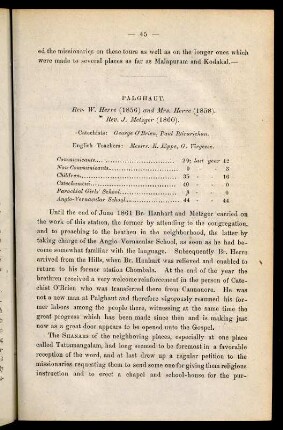 — 45 —
ed the missionaries on these tours as well as on the longer ones which
were made to several places as far as Malapuram and Kodakal.—
PALGHAUT.
Rev. W. Herre (1856) and Mrs. Herre (1858).
Rev. J. Metzger (1860).
Catechists: George O'Brien, Paul
English Teachers: Messrs. R. Eippe, G.
Communicants 29; last year 12
Non-Communicants 9 „ 3
Children 35 „ 16
Catechumens 40 „ 0
Parochial Girls' School
Anglo-Vernacular School 44 „ 44
Until the end of June 1861 Br. Hanhart and Metzger carried on
the work of this station, the former by attending to the congregation,
and to preaching to the heathen in the neighborhood, the latter by
taking charge of the Anglo-Vernacular School, as soon as he had be-
come somewhat familiar with the language. Subsequently Br. Herre
arrived from the Hills, when Br. Hanhart was relieved and enabled to
return to his former station Chombala. At the end of the year the
brethren received a very welcome reinforcement in the person of Cate-
chist O'Brien who was transferred there from Cannanore. He was
not a new man at Palghaut and therefore vigorously resumed his for-
mer labors among the people there, witnessing at the same time the
great progress which has been made since then and is making just
now as a great door appears to be opened unto the Gospel.
The SHANARS of the neighboring places, especially at one place
called Tatamangalam, had long seemed to be foremost in a favorable
reception of the word, and at last drew up a regular petition to the
missionaries requesting them to send some one for giving them religious
instruction and to erect a chapel and school-house for the pur-